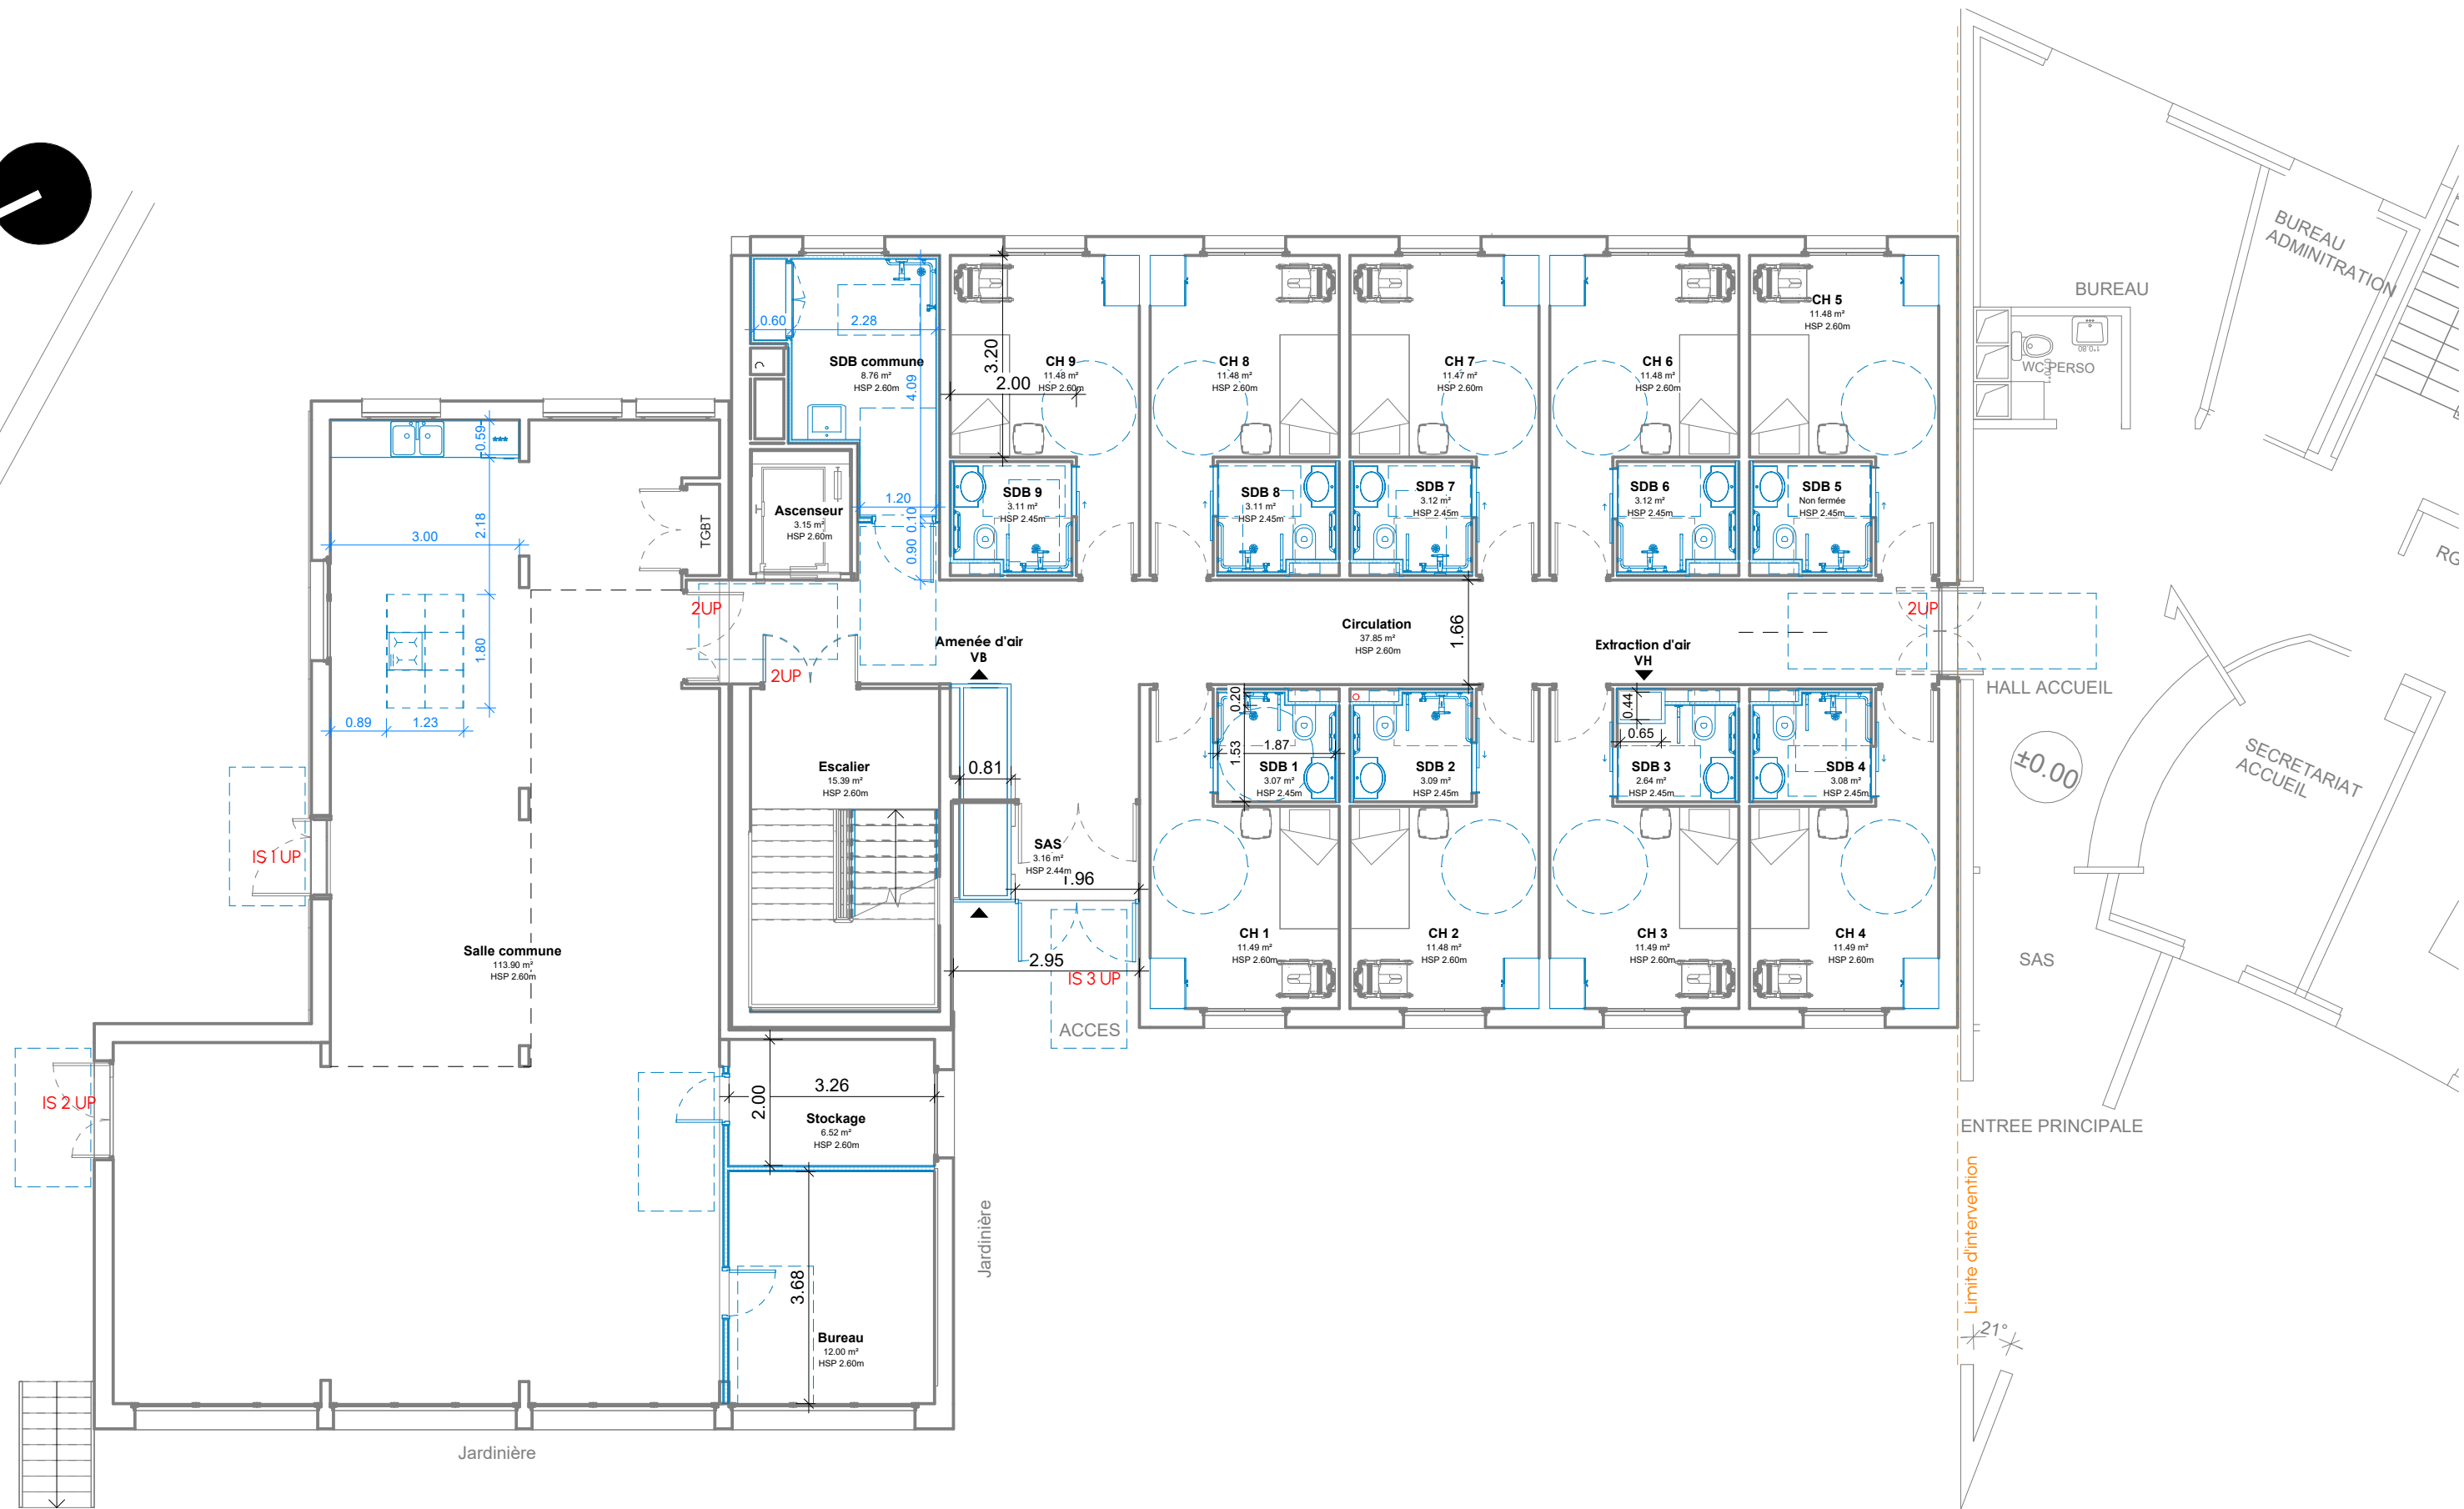 BUREAU
ADMINITRATION
BUREAU
WC PERSO
CH 5
11.48 m²
HSP 2.60m
0.60
2.28
SDB commune
8.76 m²
HSP 2.60m
4.09
3.20
2.00
CH 9
11.48 m²
HSP 2.60m
CH 8
11.48 m²
HSP 2.60m
CH 7
11.47 m²
HSP 2.60m
CH 6
11.48 m²
HSP 2.60m
0.59
***
2.18
3.00
TGBT
Ascenseur
3.15 m²
HSP 2.60m
1.20
0.10
0.90
SDB 9
3.11 m²
HSP 2.45m
SDB 8
3.11 m²
HSP 2.45m
SDB 7
3.12 m²
HSP 2.45m
SDB 6
3.12 m²
HSP 2.45m
SDB 5
Non fermée
HSP 2.45m
RG
2UP
2UP
2UP
1.80
0.89
1.23
Amenée d'air
VB
Circulation
37.85 m²
HSP 2.60m
1.66
Extraction d'air
VH
HALL ACCUEIL
0.20
1.53
1.87
SDB 1
3.07 m²
HSP 2.45m
SDB 2
3.09 m²
HSP 2.45m
0.44
0.65
SDB 3
2.64 m²
HSP 2.45m
SDB 4
3.08 m²
HSP 2.45m
±0.00
SECRETARIAT
ACCUEIL
Escalier
15.39 m²
HSP 2.60m
0.81
SAS
3.16 m²
HSP 2.44m
1.96
IS 1 UP
2.95
IS 3 UP
ACCES
CH 1
11.49 m²
HSP 2.60m
CH 2
11.48 m²
HSP 2.60m
CH 3
11.49 m²
HSP 2.60m
CH 4
11.49 m²
HSP 2.60m
SAS
Salle commune
113.90 m²
HSP 2.60m
IS 2 UP
2.00
3.26
Stockage
6.52 m²
HSP 2.60m
ENTREE PRINCIPALE
Limite d'intervention
Jardinière
3.68
Bureau
12.00 m²
HSP 2.60m
21°
Jardinière